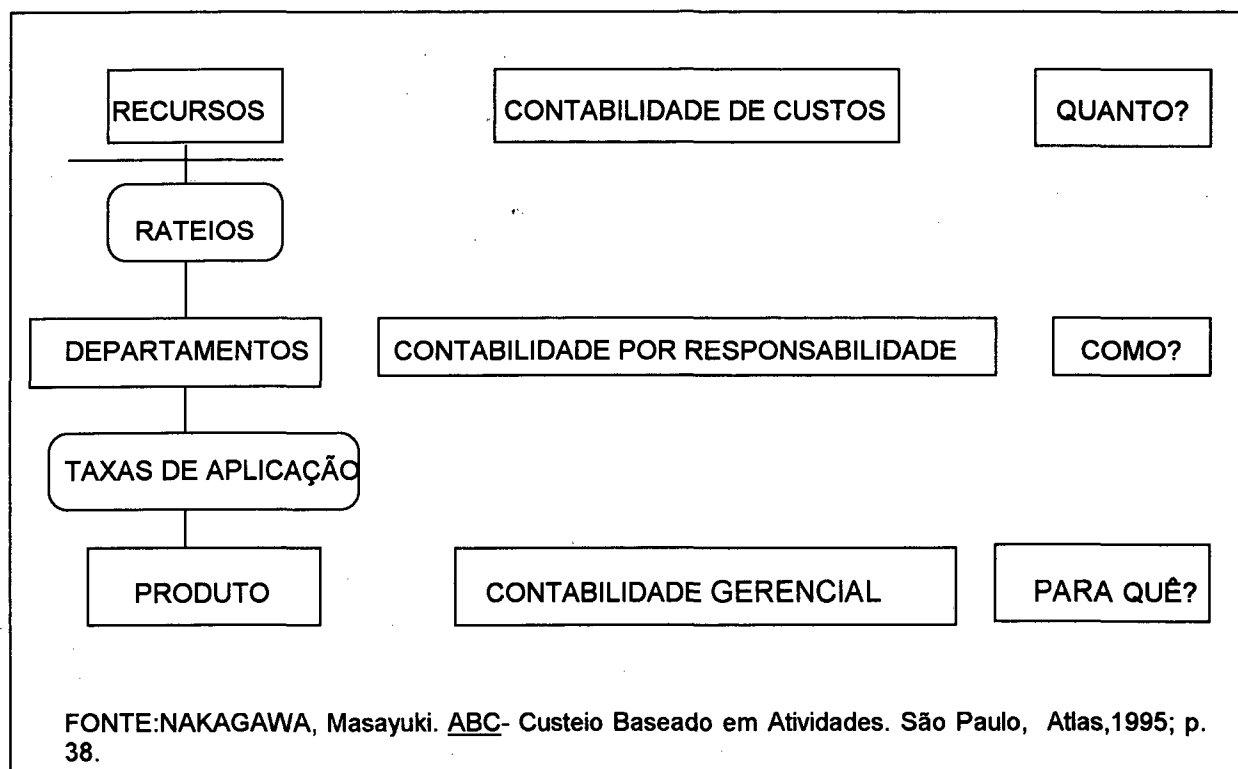 RECURSOS
CONTABILIDADE DE CUSTOS
QUANTO?
RATEIOS
DEPARTAMENTOS
CONTABILIDADE POR RESPONSABILIDADE
COMO?
TAXAS DE APLICAÇÃO
PRODUTO
CONTABILIDADE GERENCIAL
PARA QUÊ?
FONTE:NAKAGAWA, Masayuki. ABC- Custeio Baseado em Atividades. São Paulo, Atlas,1995; p.
38.